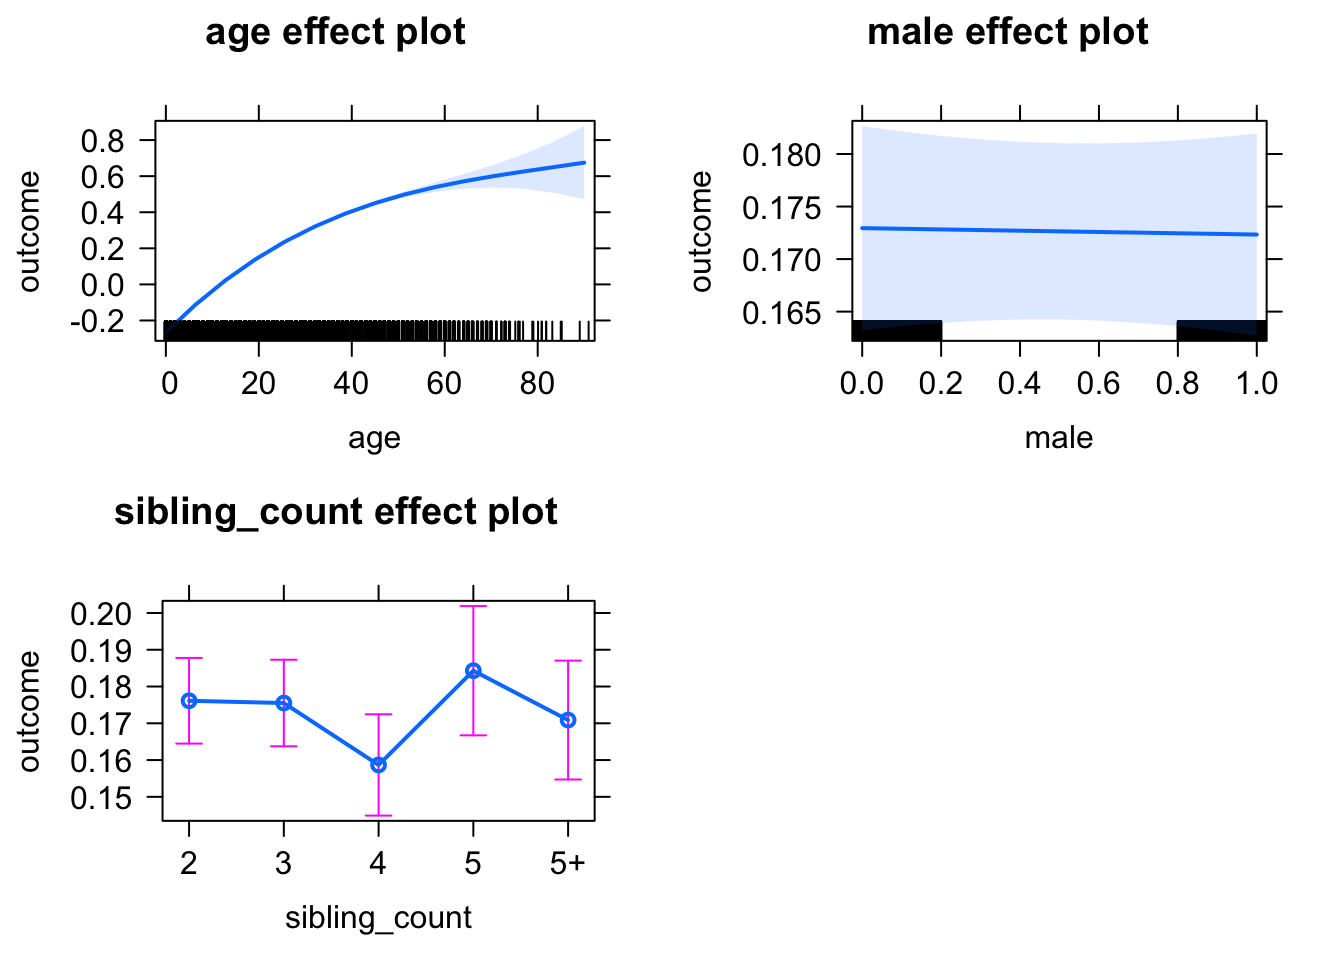 age effect plot
outcome
0.8
0.6
0.4
0.2
0.0
-0.2
0 20 40 60 80
age
male effect plot
outcome
0.180
0.175
0.170
0.165
0.0 0.2 0.4 0.6 0.8 1.0
male
sibling_count effect plot
outcome
0.20
0.19
0.18
0.17
0.16
0.15
2 3 4 5 5+
sibling_count